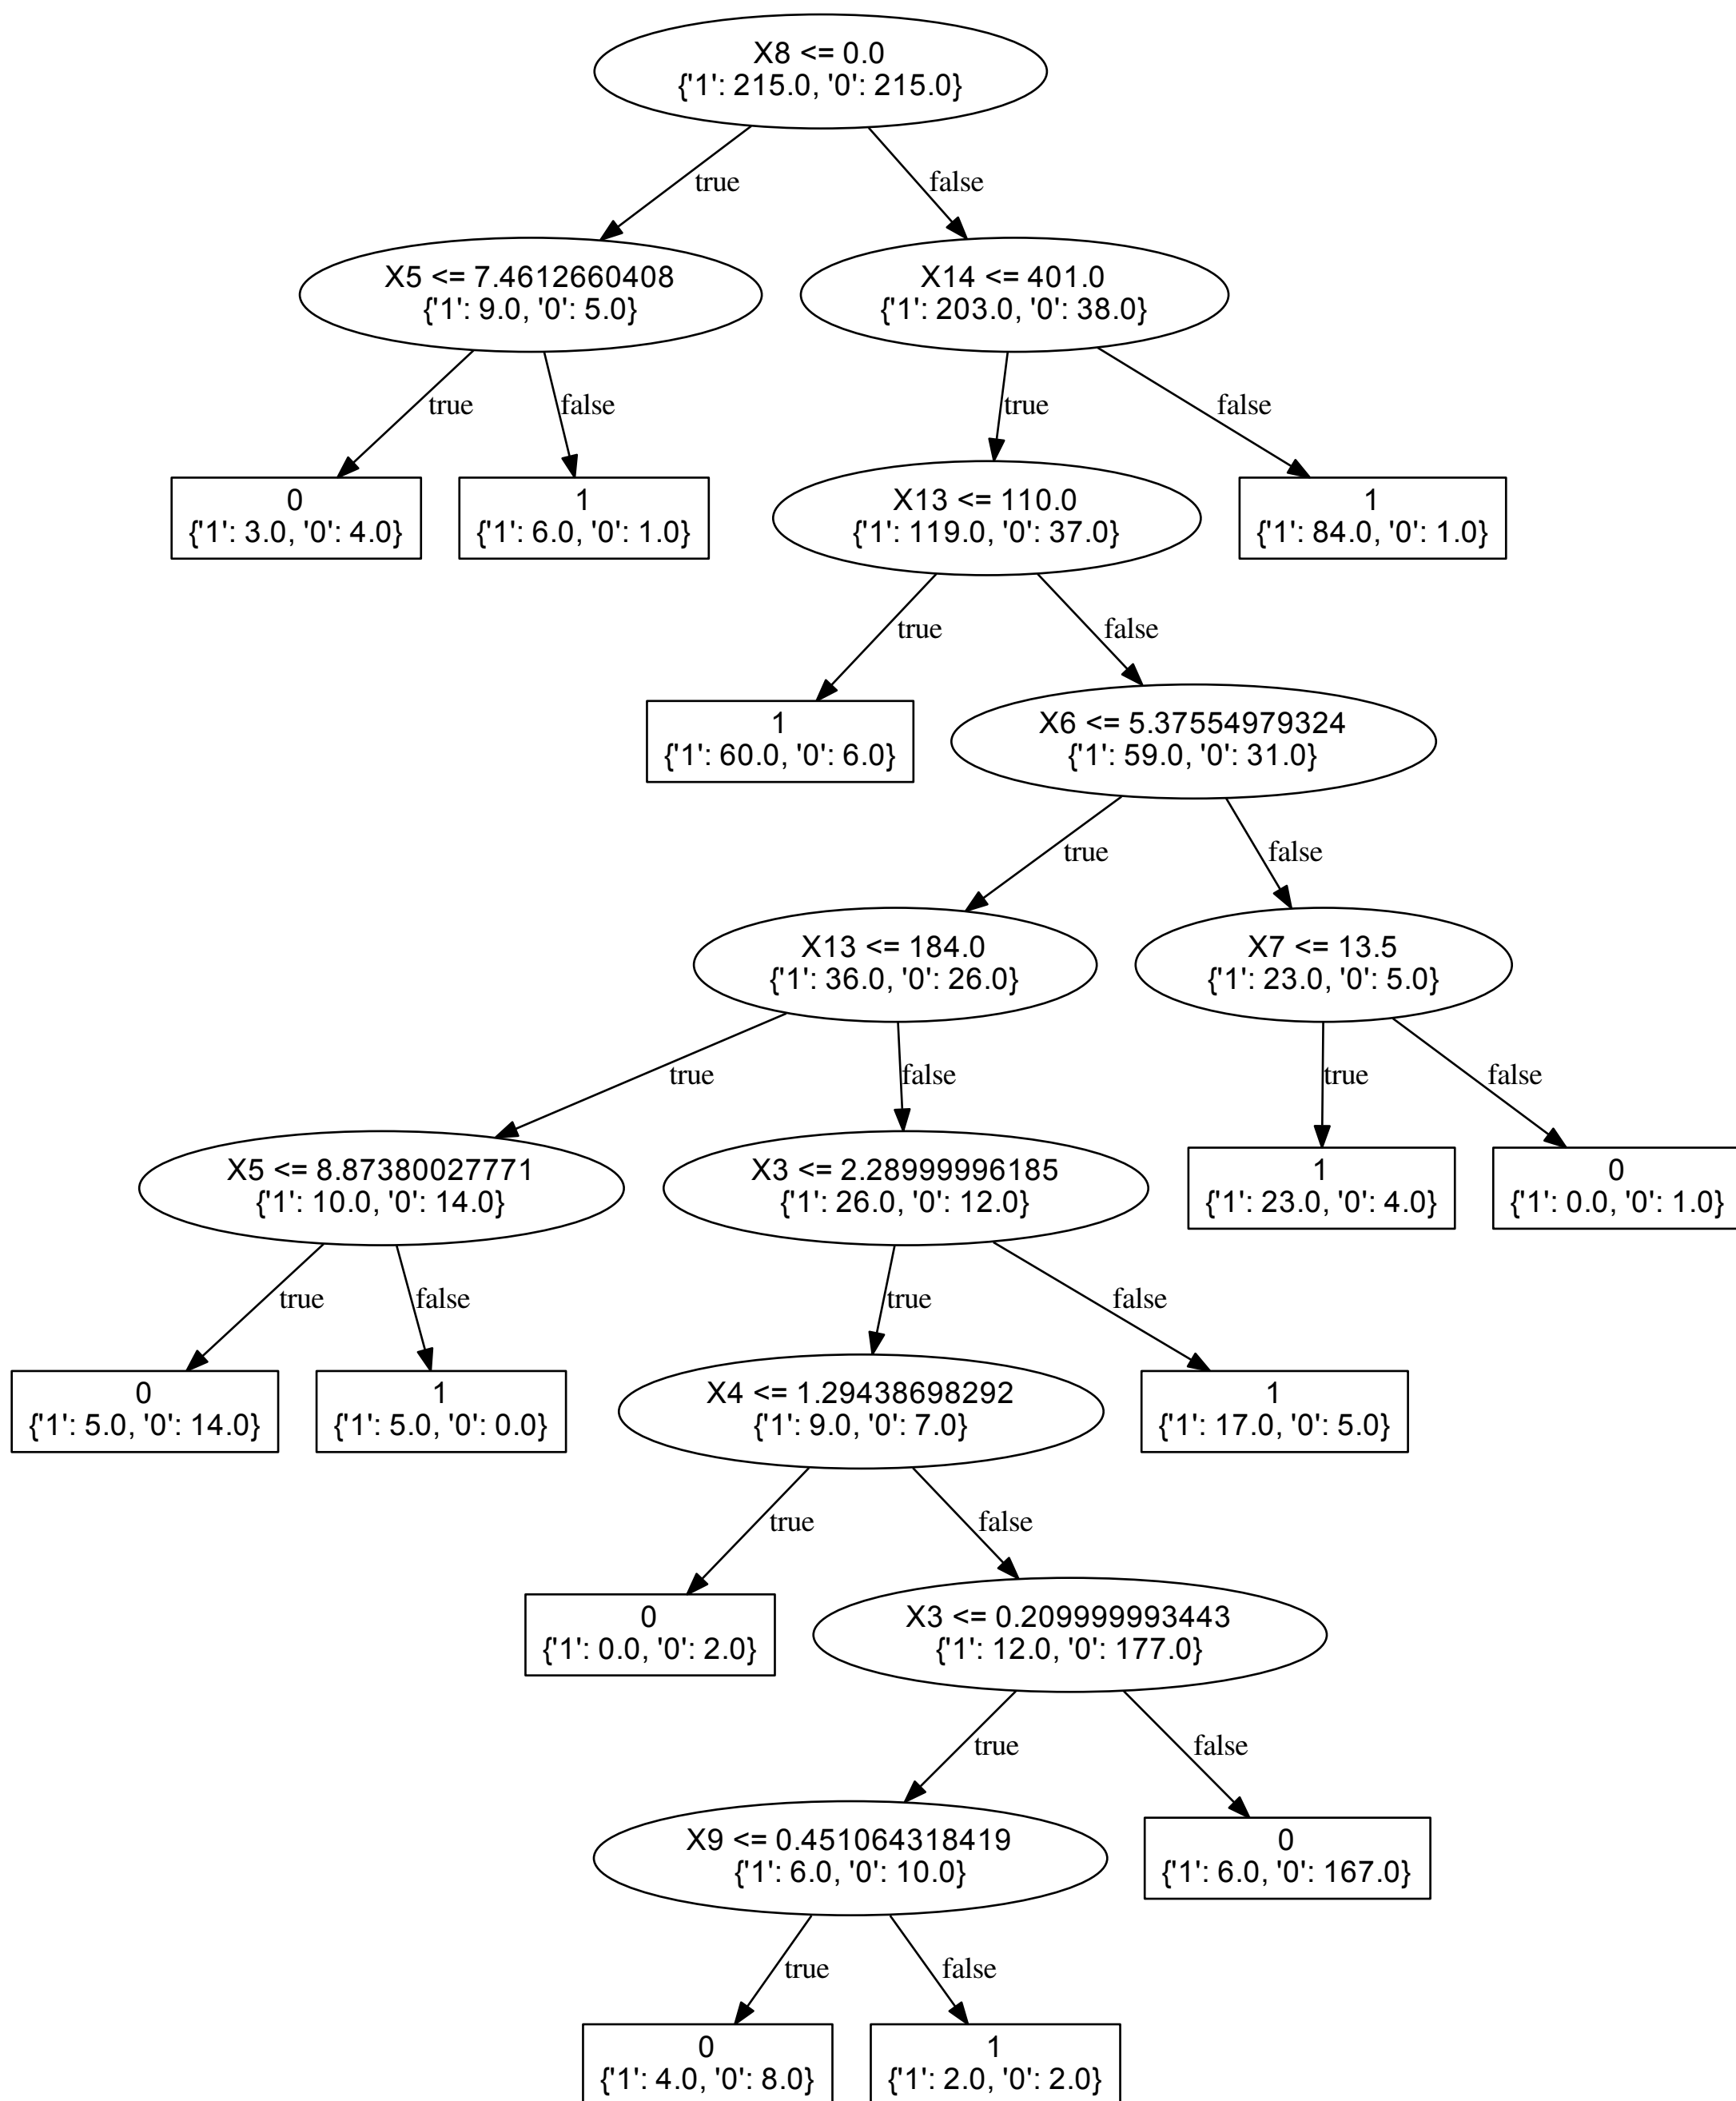 X8 <= 0.0
{'1': 215.0, '0': 215.0}
true
false
X5 <= 7.4612660408
{'1': 9.0, '0': 5.0}
X14 <= 401.0
{'1': 203.0, '0': 38.0}
true
false
true
false
0
{'1': 3.0, '0': 4.0}
1
{'1': 6.0, '0': 1.0}
X13 <= 110.0
{'1': 119.0, '0': 37.0}
1
{'1': 84.0, '0': 1.0}
true
false
1
{'1': 60.0, '0': 6.0}
X6 <= 5.37554979324
{'1': 59.0, '0': 31.0}
true
false
X13 <= 184.0
{'1': 36.0, '0': 26.0}
X7 <= 13.5
{'1': 23.0, '0': 5.0}
true
false
true
false
X5 <= 8.87380027771
{'1': 10.0, '0': 14.0}
X3 <= 2.28999996185
{'1': 26.0, '0': 12.0}
1
{'1': 23.0, '0': 4.0}
0
{'1': 0.0, '0': 1.0}
true
false
true
false
0
{'1': 5.0, '0': 14.0}
1
{'1': 5.0, '0': 0.0}
X4 <= 1.29438698292
{'1': 9.0, '0': 7.0}
1
{'1': 17.0, '0': 5.0}
true
false
0
{'1': 0.0, '0': 2.0}
X3 <= 0.209999993443
{'1': 12.0, '0': 177.0}
true
false
X9 <= 0.451064318419
{'1': 6.0, '0': 10.0}
0
{'1': 6.0, '0': 167.0}
true
false
0
{'1': 4.0, '0': 8.0}
1
{'1': 2.0, '0': 2.0}